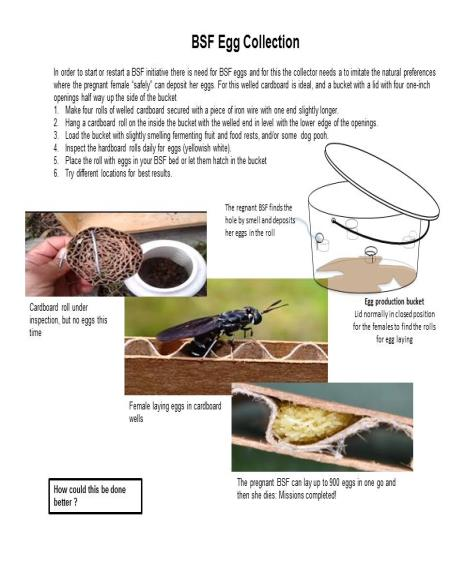 BSF Egg Collection
In order to start or restart a BSF initiative there is need for BSF eggs and for this the collector needs a to imitate the natural preferences
where the pregnant female “safely” can deposit her eggs. For this welled cardboard is ideal, and a bucket with a lid with four one-inch
openings half way up the side of the bucket
1. Make four rolls of welled cardboard secured with a piece of iron wire with one end slightly longer.
2. Hang a cardboard roll on the inside the bucket with the welled end in level with the lower edge of the openings.
3. Load the bucket with slightly smelling fermenting fruit and food rests, and/or some dog pooh.
4. Inspect the hardboard rolls daily for eggs (yellowish white).
5. Place the roll with eggs in your BSF bed or let them hatch in the bucket
6. Try different locations for best results.
The regnant BSF finds the
hole by smell and deposits
her eggs in the roll
Egg production bucket
Lid normally in closed position
for the females to find the rolls
for egg laying
Cardboard roll under
inspection, but no eggs this
time
Female laying eggs in cardboard
wells
The pregnant BSF can lay up to 900 eggs in one go and
then she dies: Missions completed!
How could this be done
better ?